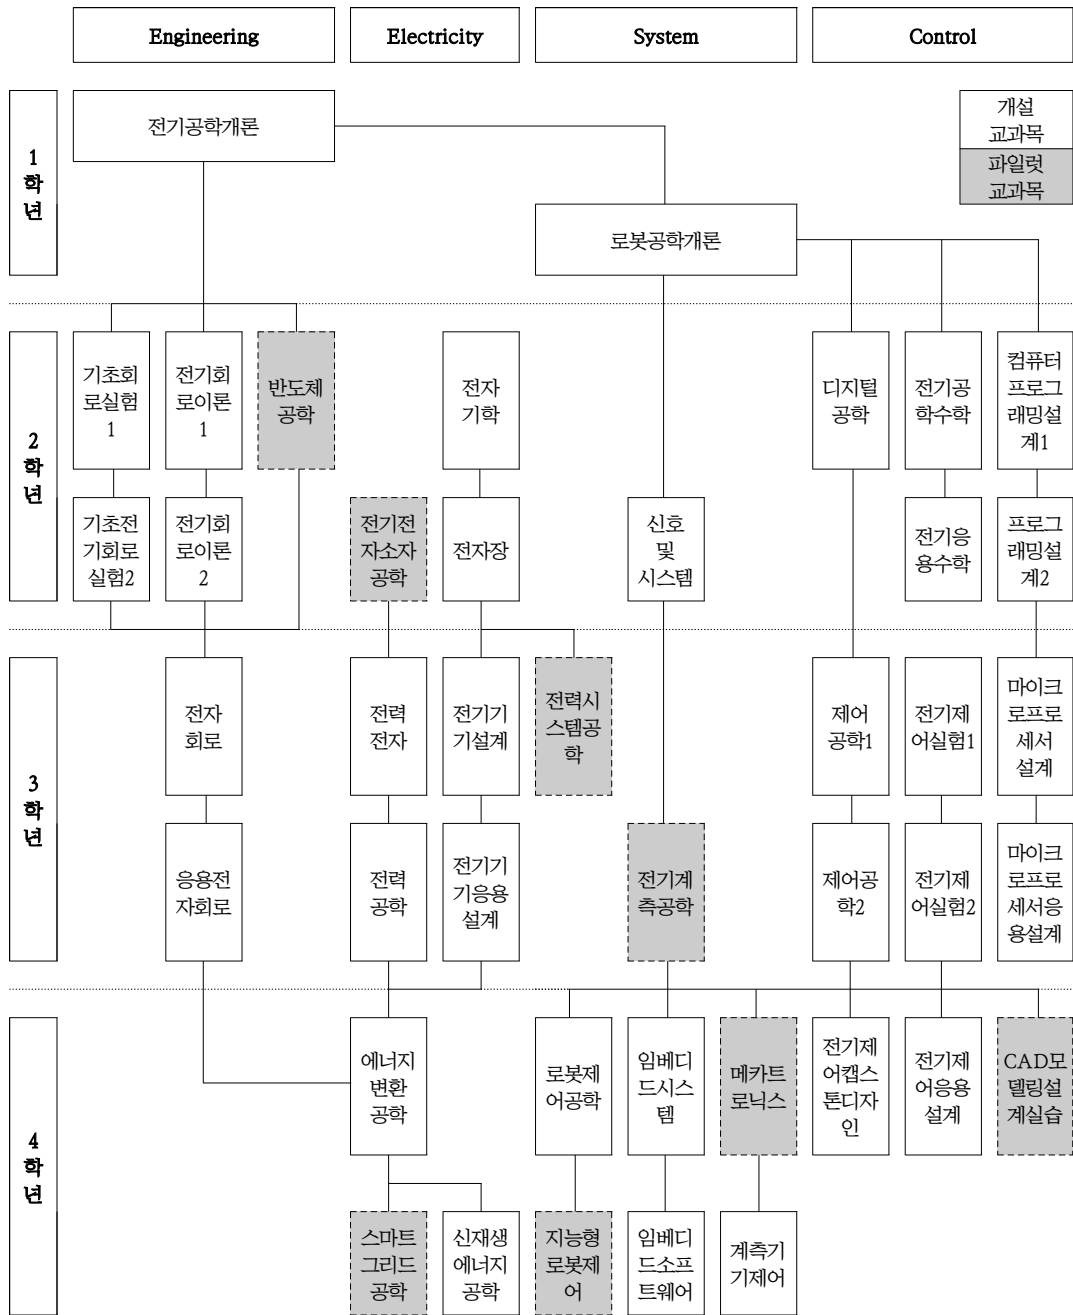 Engineering
Electricity
System
Control
1
학
년
전기공학개론
개설
교과목
파일럿
교과목
로봇공학개론
2
학
년
기초회
로실험
1
전기회
로이론
1
반도체
공학
전자
기학
디지털
공학
전기공
학수학
컴퓨터
프로그
래밍설
계1
기초전
기회로
실험2
전기회
로이론
2
전기전
자소자
공학
전자장
신호
및
시스템
전기응
용수학
프로그
래밍설
계2
3
학
년
전자
회로
전력
전자
전기기
기설계
전력시
스템공
학
제어
공학1
전기제
어실험1
마이크
로프로
세서
설계
응용전
자회로
전력
공학
전기기
기응용
설계
전기계
측공학
제어공
학2
전기제
어실험2
마이크
로프로
세서응
용설계
4
학
년
에너지
변환
공학
로봇제
어공학
임베디
드시스
템
메카트
로닉스
전기제
어캡스
톤디자
인
전기제
어응용
설계
CAD모
델링설
계실습
스마트
그리드
공학
신재생
에너지
공학
지능형
로봇제
어
임베디
드소프
트웨어
계측기
기제어